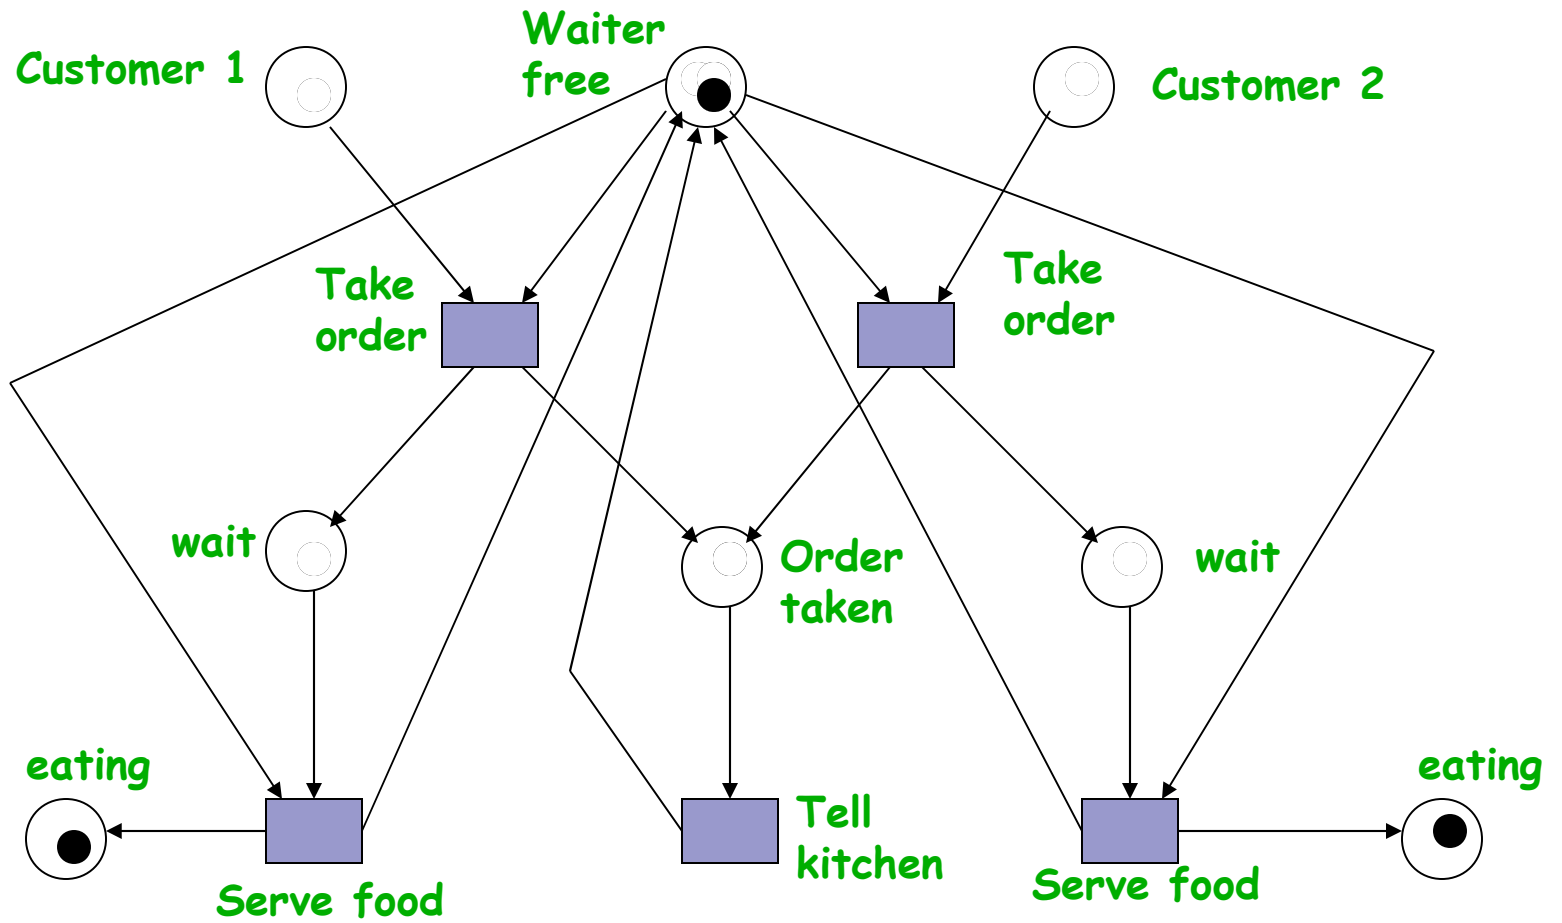 Customer 1
Waiter
free
Customer 2
Take
order
Take
order
wait
Order
taken
wait
eating
eating
Tell
kitchen
Serve food
Serve food